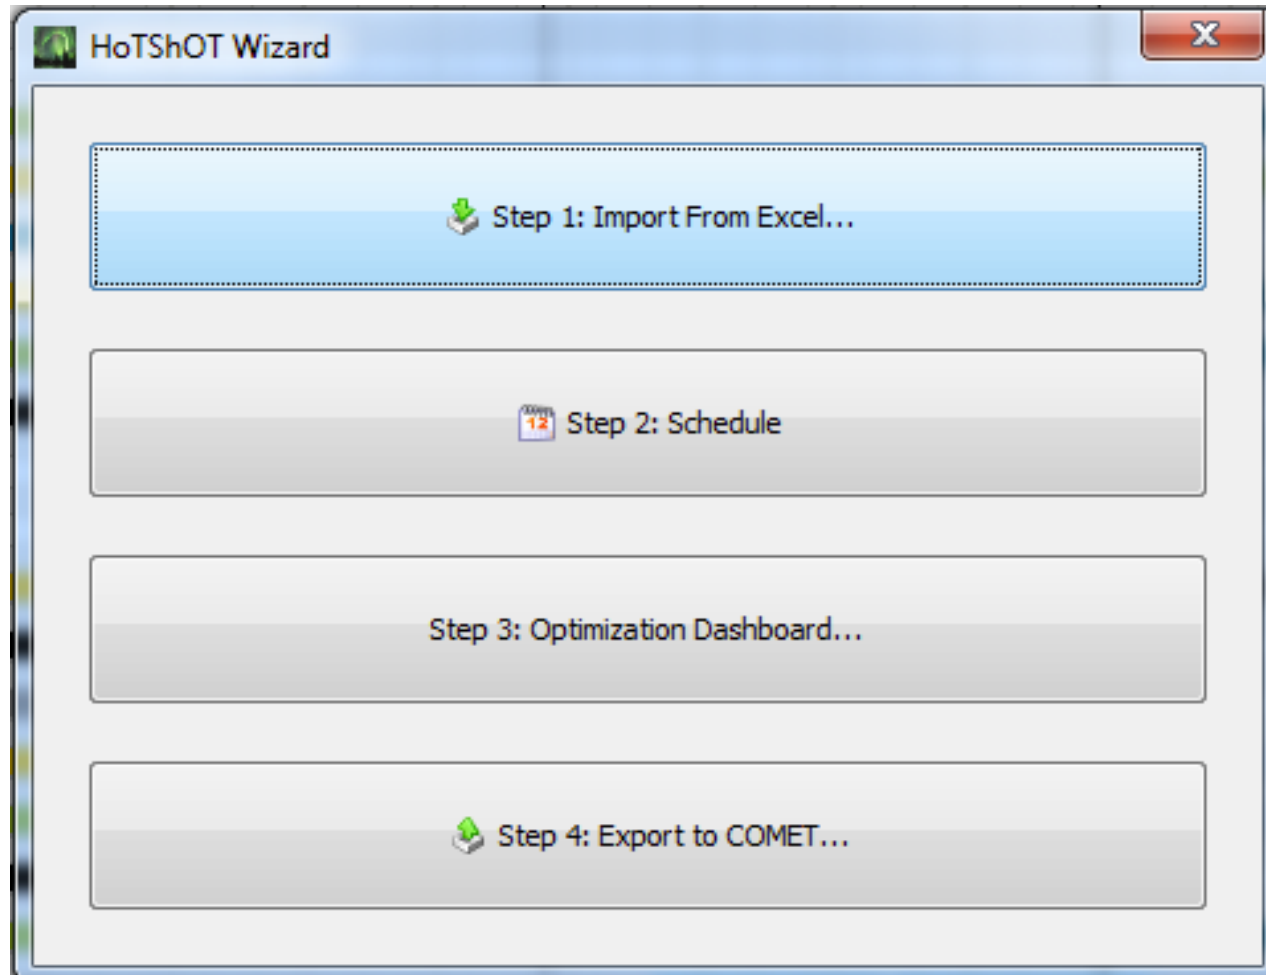 HoTShOT Wizard
Step 1: Import From Excel...
12 Step 2: Schedule
Step 3: Optimization Dashboard...
Step 4: Export to COMET...